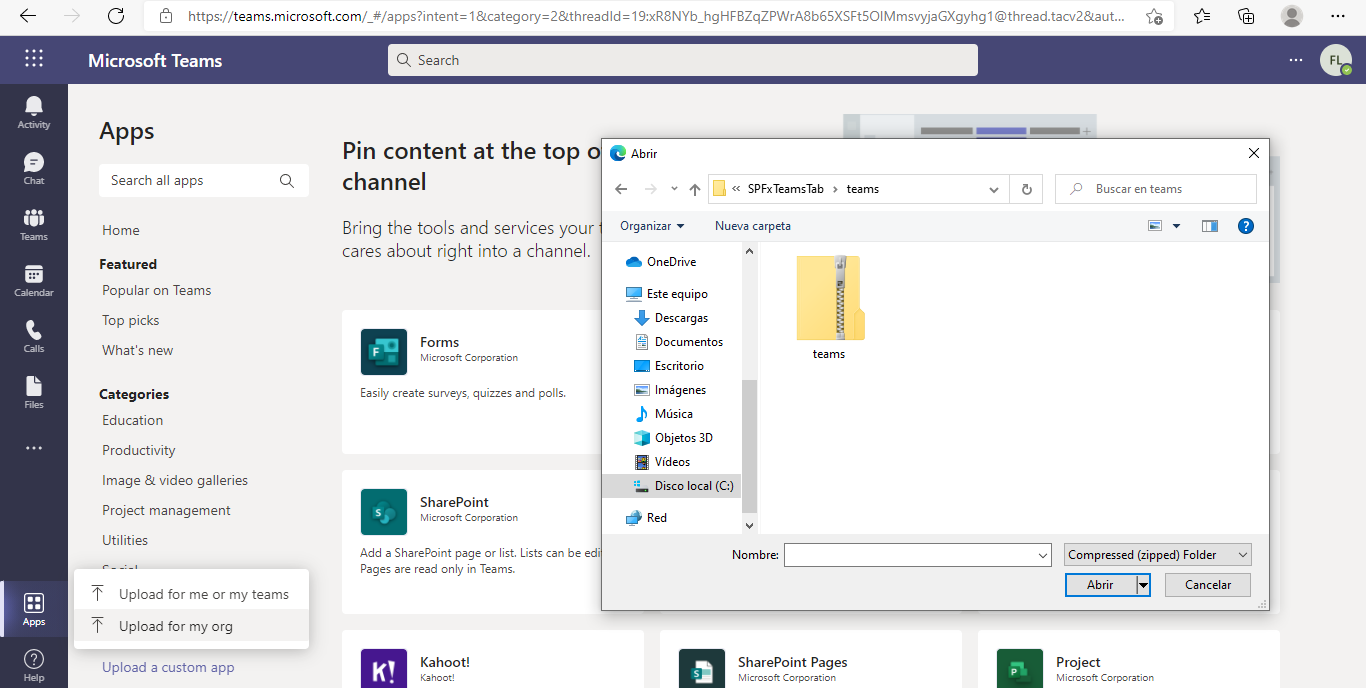 https://teams.microsoft.com/_#/apps?intent=1&category=2&threadId=19:xR8NYb_hgHFBZqZPWrA8b65XSFt5OlMmsvyjaGXgyhg1@thread.tacv2&aut...
Microsoft Teams
Search
FL
Activity
Chat
Teams
Calendar
Calls
Files
Apps
Help
Apps
Search all apps
Home
Featured
Popular on Teams
Top picks
What's new
Categories
Education
Productivity
Image & video galleries
Project management
Utilities
Social
Upload for me or my teams
Upload for my org
Upload a custom app
Pin content at the top o
channel
Bring the tools and services your t
cares about right into a channel.
Forms
Microsoft Corporation
Easily create surveys, quizzes and polls.
SharePoint
Microsoft Corporation
Add a SharePoint page or list. Lists can be edi
Pages are read only in Teams.
Kahoot!
Kahoot!
SharePoint Pages
Microsoft Corporation
Project
Microsoft Corporation
Abrir
« SPFxTeamsTab > teams
Buscar en teams
Organizar
Nueva carpeta
OneDrive
Este equipo
Descargas
Documentos
Escritorio
Imágenes
Música
Objetos 3D
Vídeos
Disco local (C:)
Red
teams
Nombre:
Compressed (zipped) Folder
Abrir
Cancelar